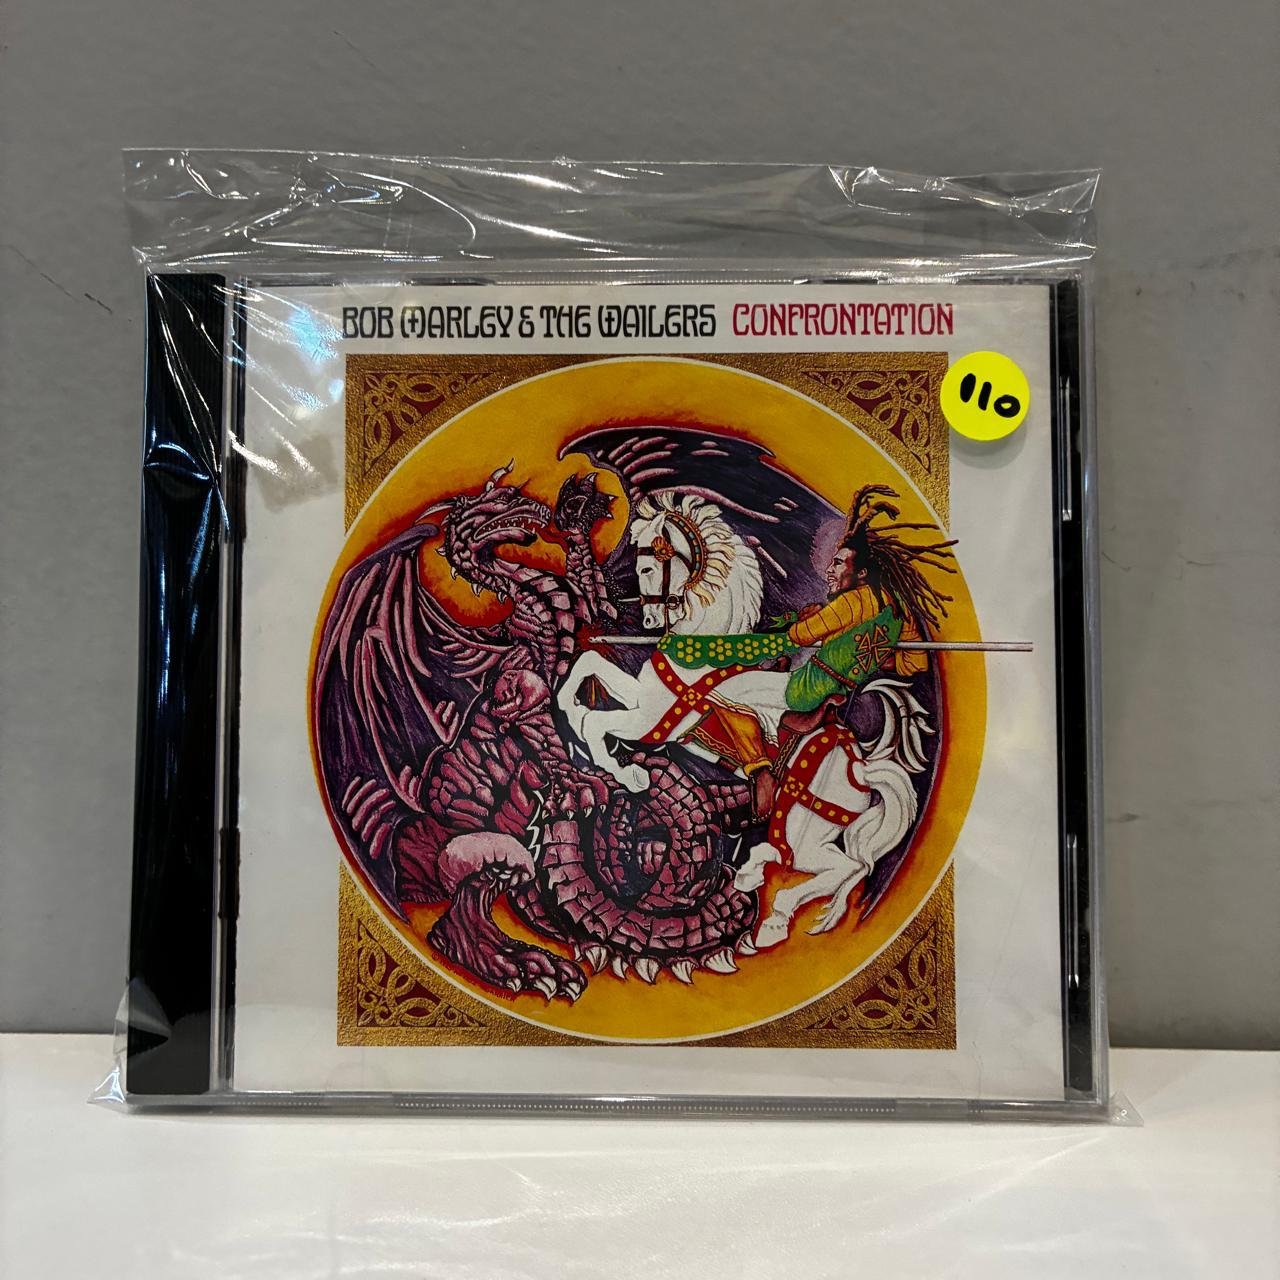 BOB MARLEY & THE WAILERS CONFRONTATION
110